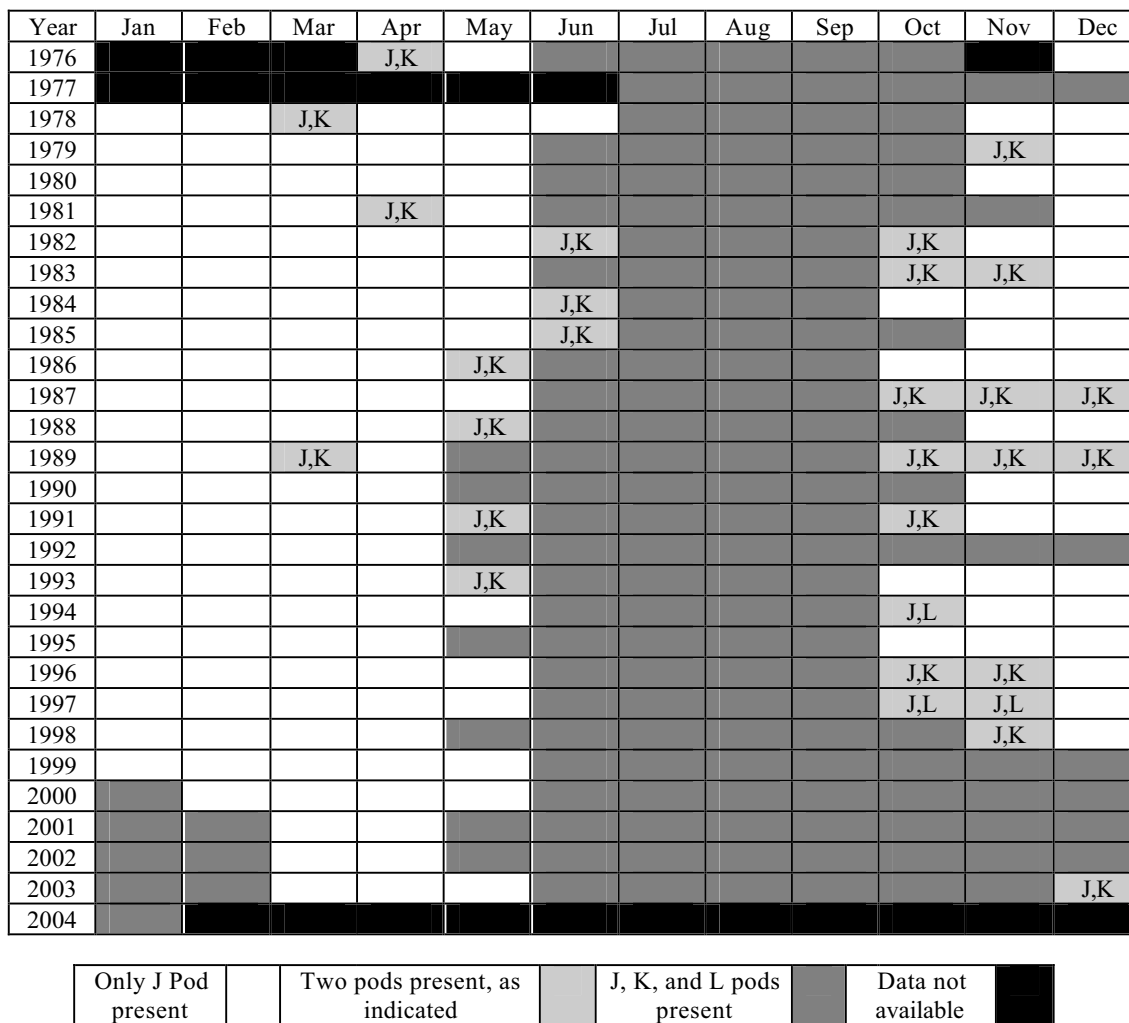 Year Jan Feb Mar Apr May Jun Jul Aug Sep Oct Nov Dec
1976 J,K
1977
1978 J,K
1979 J,K
1980
1981 J,K
1982 J,K J,K
1983 J,K J,K
1984 J,K
1985 J,K
1986 J,K
1987 J,K J,K J,K
1988 J,K
1989 J,K J,K J,K J,K
1990
1991 J,K J,K
1992
1993 J,K
1994 J,L
1995
1996 J,K J,K
1997 J,L J,L
1998 J,K
1999
2000
2001
2002
2003 J,K
2004
Only J Pod Two pods present, as J, K, and L pods Data not
present indicated present available